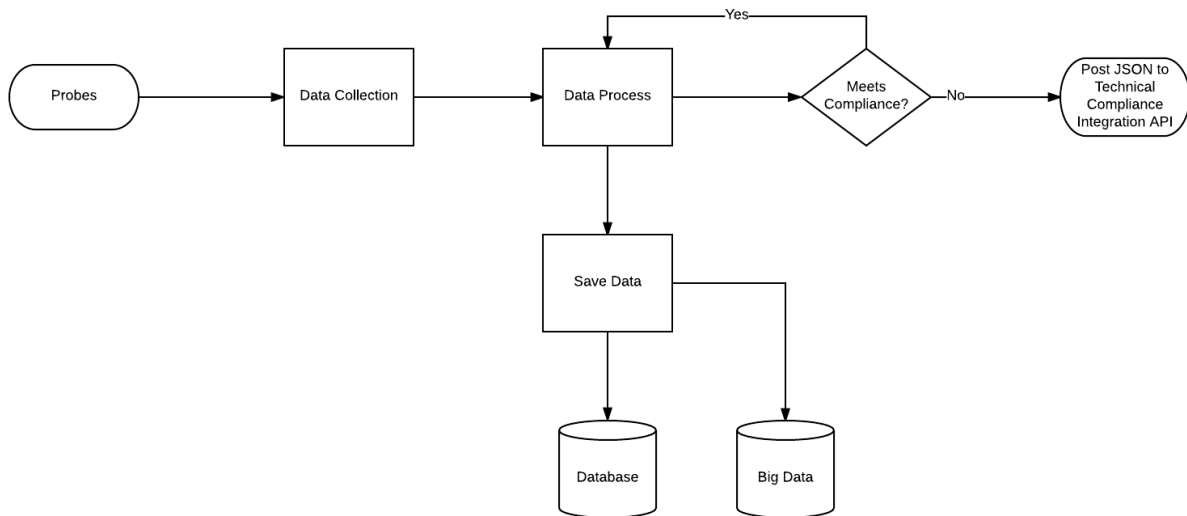 Yes
Probes
Data Collection
Data Process
Meets
Compliance?
No
Post JSON to
Technical
Compliance
Integration API
Save Data
Database
Big Data